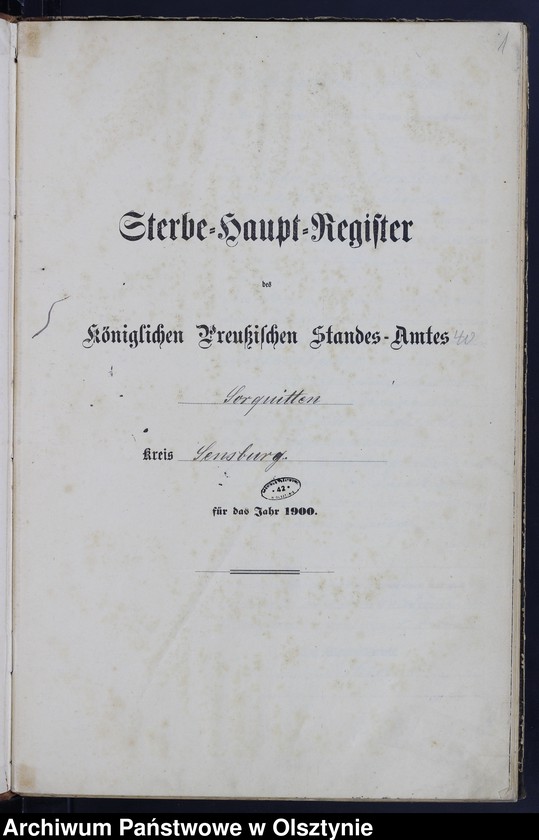 1
Sterbe-Haupt-Register
des
Königlichen Preußischen Standes-Amtes
Sorquitten
Kreis Sensburg.
42
für das Jahr 1900.
Archiwum Państwowe w Olsztynie